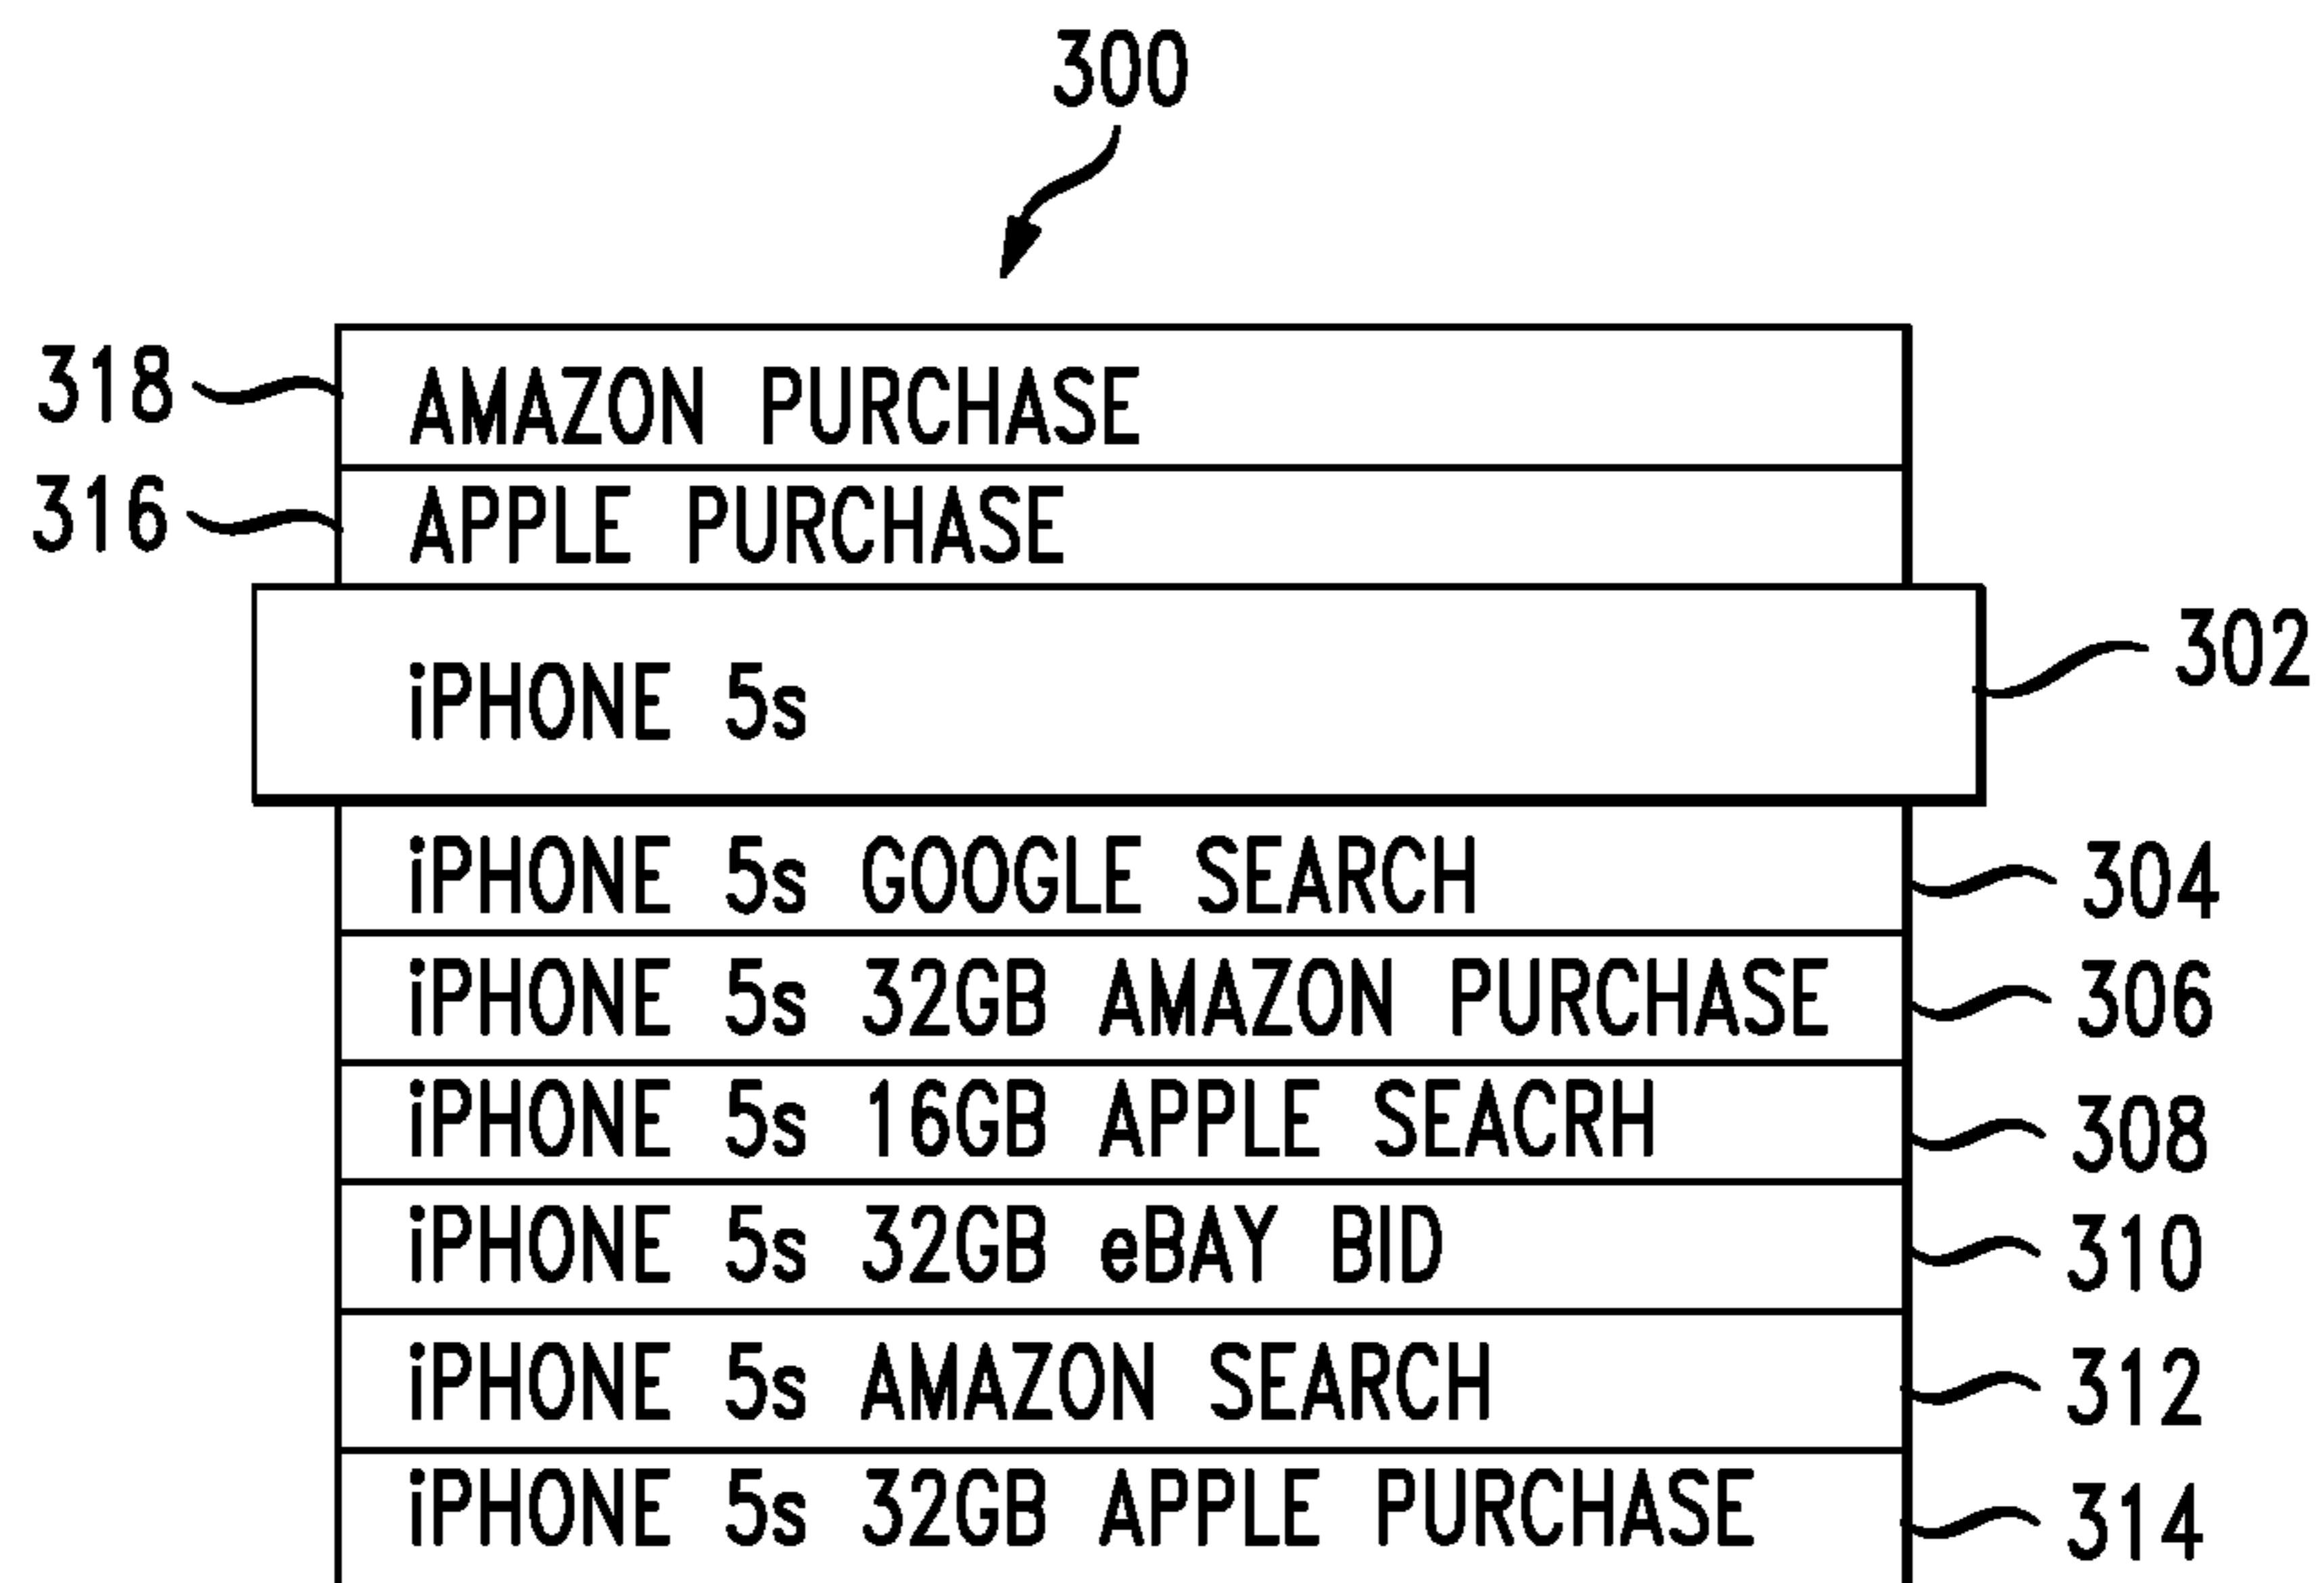 300
318 AMAZON PURCHASE
316 APPLE PURCHASE
iPHONE 5s 302
iPHONE 5s GOOGLE SEARCH 304
iPHONE 5s 32GB AMAZON PURCHASE 306
iPHONE 5s 16GB APPLE SEACRH 308
iPHONE 5s 32GB eBAY BID 310
iPHONE 5s AMAZON SEARCH 312
iPHONE 5s 32GB APPLE PURCHASE 314